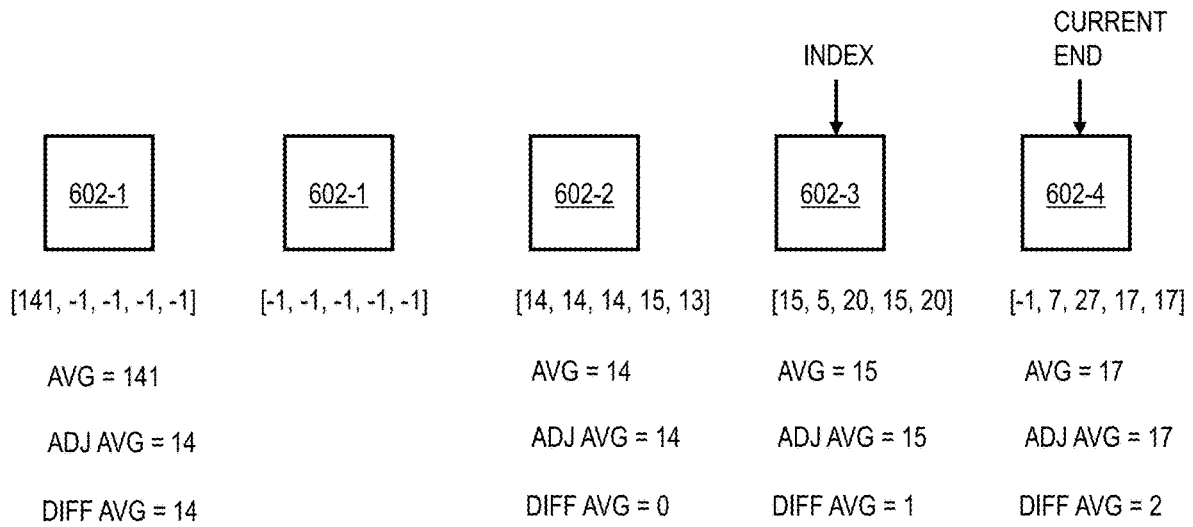 CURRENT
END
INDEX
602-1 602-1 602-2 602-3 602-4
[141, -1, -1, -1, -1] [-1, -1, -1, -1, -1] [14, 14, 14, 15, 13] [15, 5, 20, 15, 20] [-1, 7, 27, 17, 17]
AVG = 141 AVG = 14 AVG = 15 AVG = 17
ADJ AVG = 14 ADJ AVG = 14 ADJ AVG = 15 ADJ AVG = 17
DIFF AVG = 14 DIFF AVG = 0 DIFF AVG = 1 DIFF AVG = 2